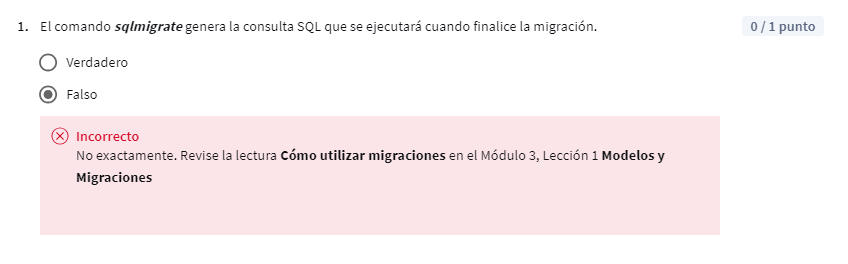 1. El comando sqlmigrate genera la consulta SQL que se ejecutará cuando finalice la migración.
0 / 1 punto
Verdadero
Falso
Incorrecto
No exactamente. Revise la lectura Cómo utilizar migraciones en el Módulo 3, Lección 1 Modelos y
Migraciones